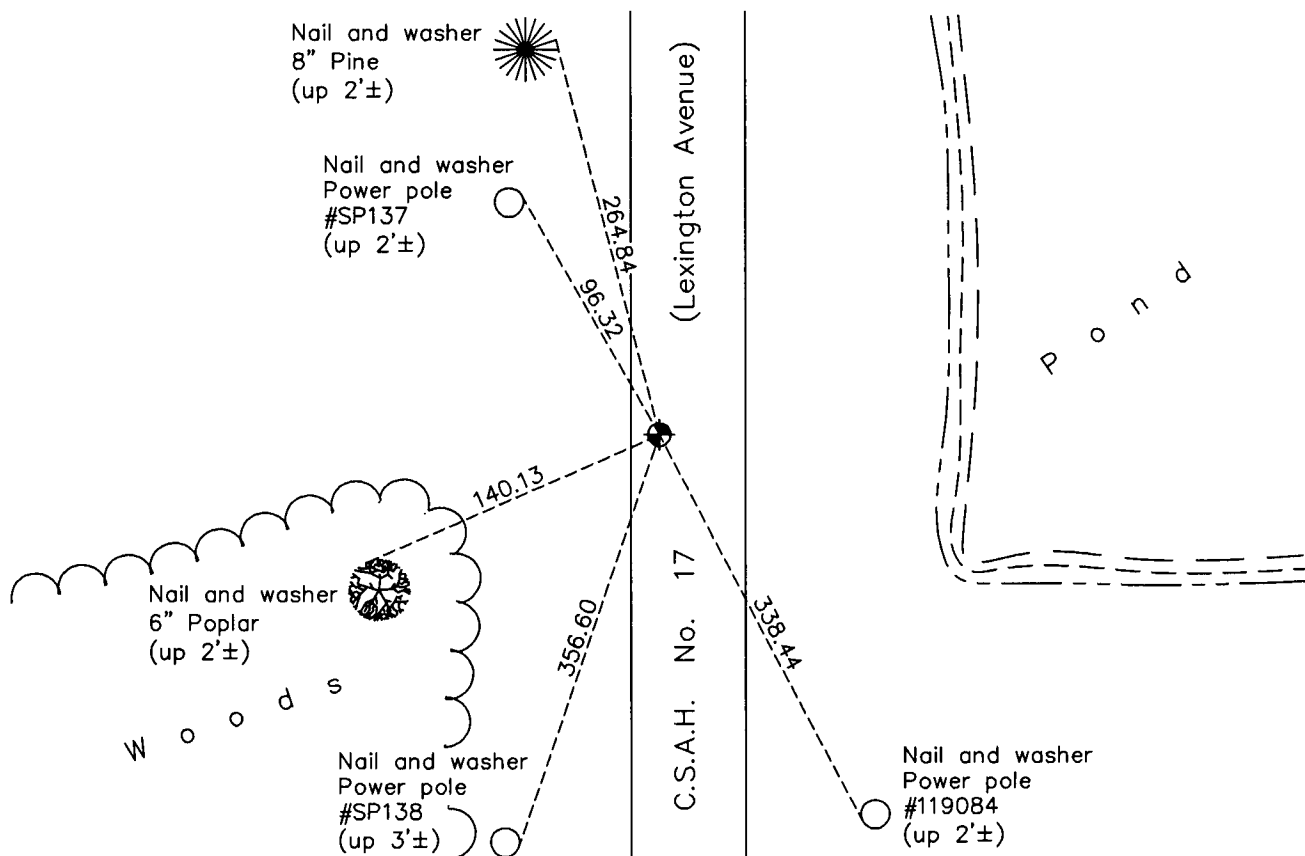 Nail and washer
8" Pine
(up 2'±)
Nail and washer
Power pole
#SP137
(up 2'±)
264.84
96.32
(Lexington Avenue)
Pond
140.13
Nail and washer
6" Poplar
(up 2'±)
Woods
356.60
338.44
C.S.A.H. No. 17
Nail and washer
Power pole
#SP138
(up 3'±)
Nail and washer
Power pole
#119084
(up 2'±)